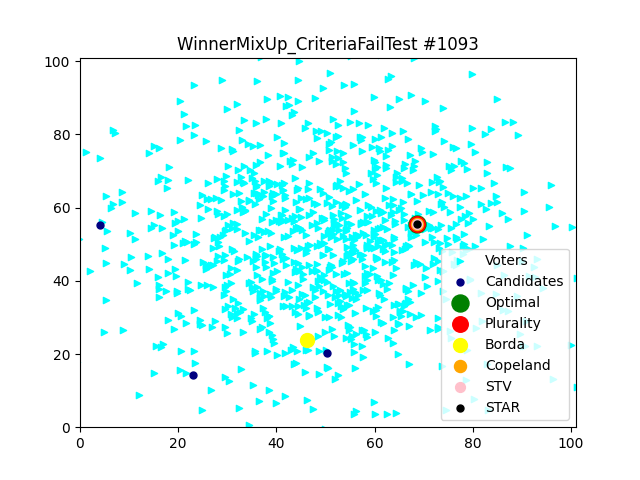 WinnerMixUp_CriteriaFailTest #1093
100
80
60
40
20
0
0
20
40
60
80
100
Voters
Candidates
Optimal
Plurality
Borda
Copeland
STV
STAR